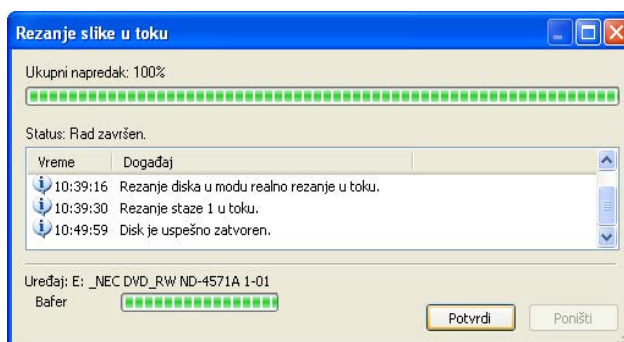 Rezanje slike u toku
Ukupni napredak: 100%
Status: Rad završen.
Vreme Događaj
10:39:16 Rezanje diska u modu realno rezanje u toku.
10:39:30 Rezanje staze 1 u toku.
10:49:59 Disk je uspešno zatvoren.
Uređaj: E: _NEC DVD_RW ND-4571A 1-01
Bafer
Potvrdi Poništi